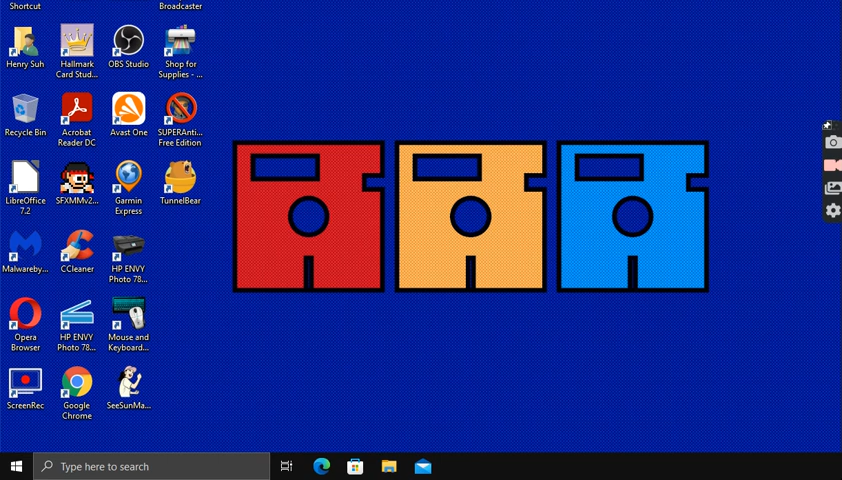 Shortcut
Broadcaster
Henry Suh
Hallmark
Card Stud...
OBS Studio
Shop for
Supplies - ...
Recycle Bin
Acrobat
Reader DC
Avast One
SUPERAnti...
Free Edition
LibreOffice
7.2
SFXMMv2...
Garmin
Express
TunnelBear
Malwareby...
CCleaner
HP ENVY
Photo 78...
Opera
Browser
HP ENVY
Photo 78...
Mouse and
Keyboard...
ScreenRec
Google
Chrome
SeeSunMa...
Type here to search